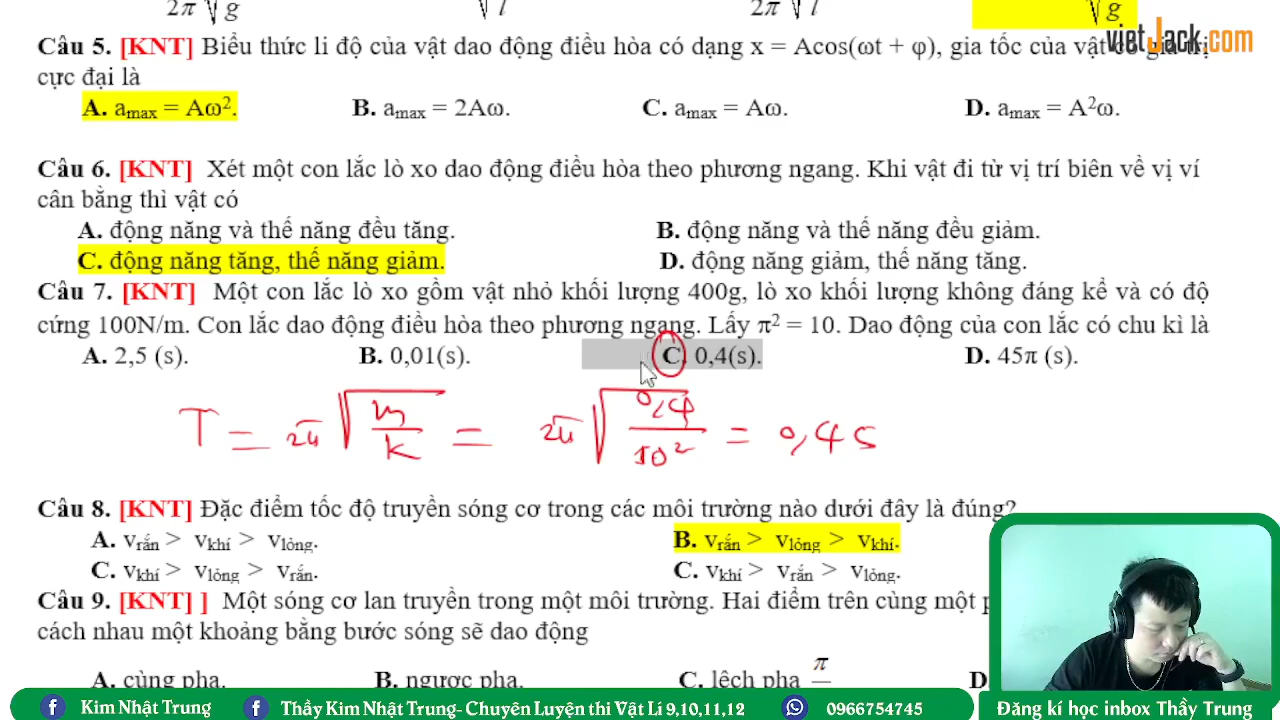 2π √g √l 2π √l √g
Câu 5. [KNT] Biểu thức li độ của vật dao động điều hòa có dạng x = Acos(ωt + φ), gia tốc của vật có giá trị
vietJack.com
cực đại là
A. amax = Aω². B. amax = 2Aω. C. amax = Aω. D. amax = A²ω.
Câu 6. [KNT] Xét một con lắc lò xo dao động điều hòa theo phương ngang. Khi vật đi từ vị trí biên về vị ví
cân bằng thì vật có
A. động năng và thế năng đều tăng. B. động năng và thế năng đều giảm.
C. động năng tăng, thế năng giảm. D. động năng giảm, thế năng tăng.
Câu 7. [KNT] Một con lắc lò xo gồm vật nhỏ khối lượng 400g, lò xo khối lượng không đáng kể và có độ
cứng 100N/m. Con lắc dao động điều hòa theo phương ngang. Lấy π² = 10. Dao động của con lắc có chu kì là
A. 2,5 (s). B. 0,01(s). C. 0,4(s). D. 45π (s).
T = 2π √(m/k) = 2π √(0,4/10²) = 0,4 s
Câu 8. [KNT] Đặc điểm tốc độ truyền sóng cơ trong các môi trường nào dưới đây là đúng?
A. vrắn > vkhí > vlỏng. B. vrắn > vlỏng > vkhí.
C. vkhí > vlỏng > vrắn. C. vkhí > vrắn > vlỏng.
Câu 9. [KNT] ] Một sóng cơ lan truyền trong một môi trường. Hai điểm trên cùng một p
cách nhau một khoảng bằng bước sóng sẽ dao động
A. cùng pha. B. ngược pha. C. lệch pha π D
Kim Nhật Trung Thầy Kim Nhật Trung- Chuyên Luyện thi Vật Lí 9,10,11,12 0966754745 Đăng kí học inbox Thầy Trung